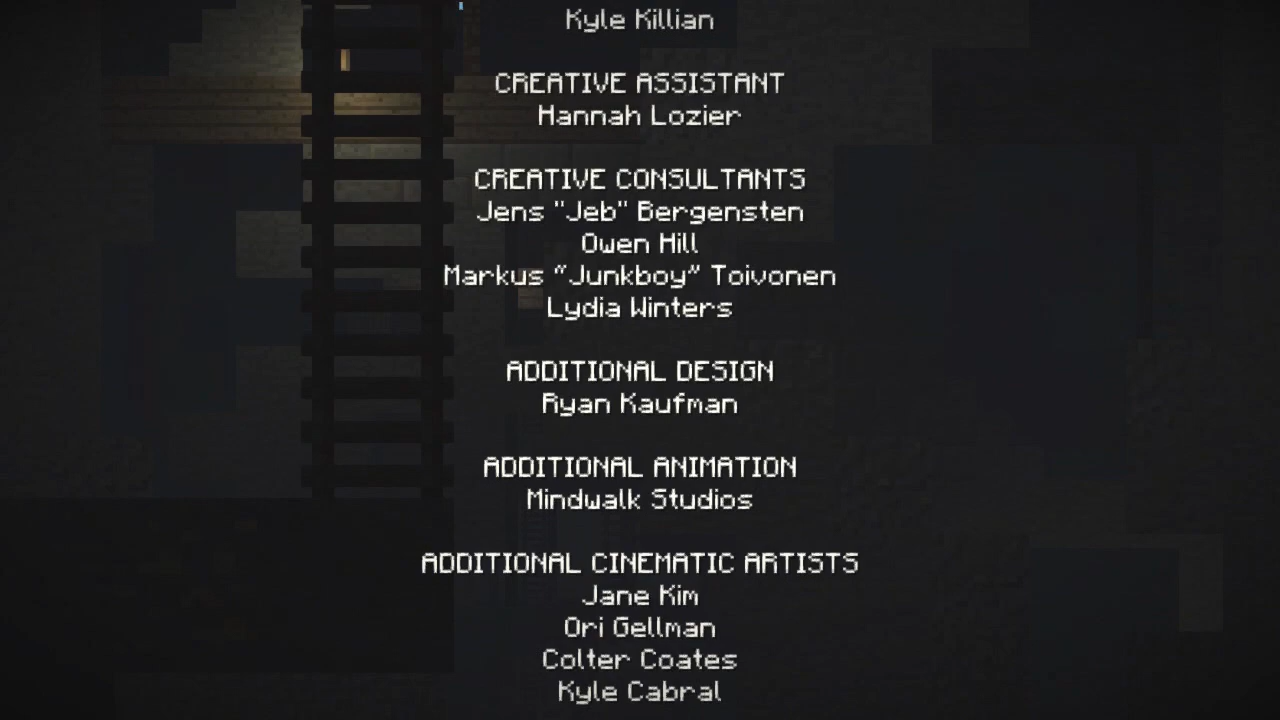 Kyle Killian
CREATIVE ASSISTANT
Hannah Lozier
CREATIVE CONSULTANTS
Jens "Jeb" Bergensten
Owen Hill
Markus “Junkboy” Toivonen
Lydia Winters
ADDITIONAL DESIGN
Ryan Kaufman
ADDITIONAL ANIMATION
Mindwalk Studios
ADDITIONAL CINEMATIC ARTISTS
Jane Kim
Ori Gellman
Colter Coates
Kyle Cabral